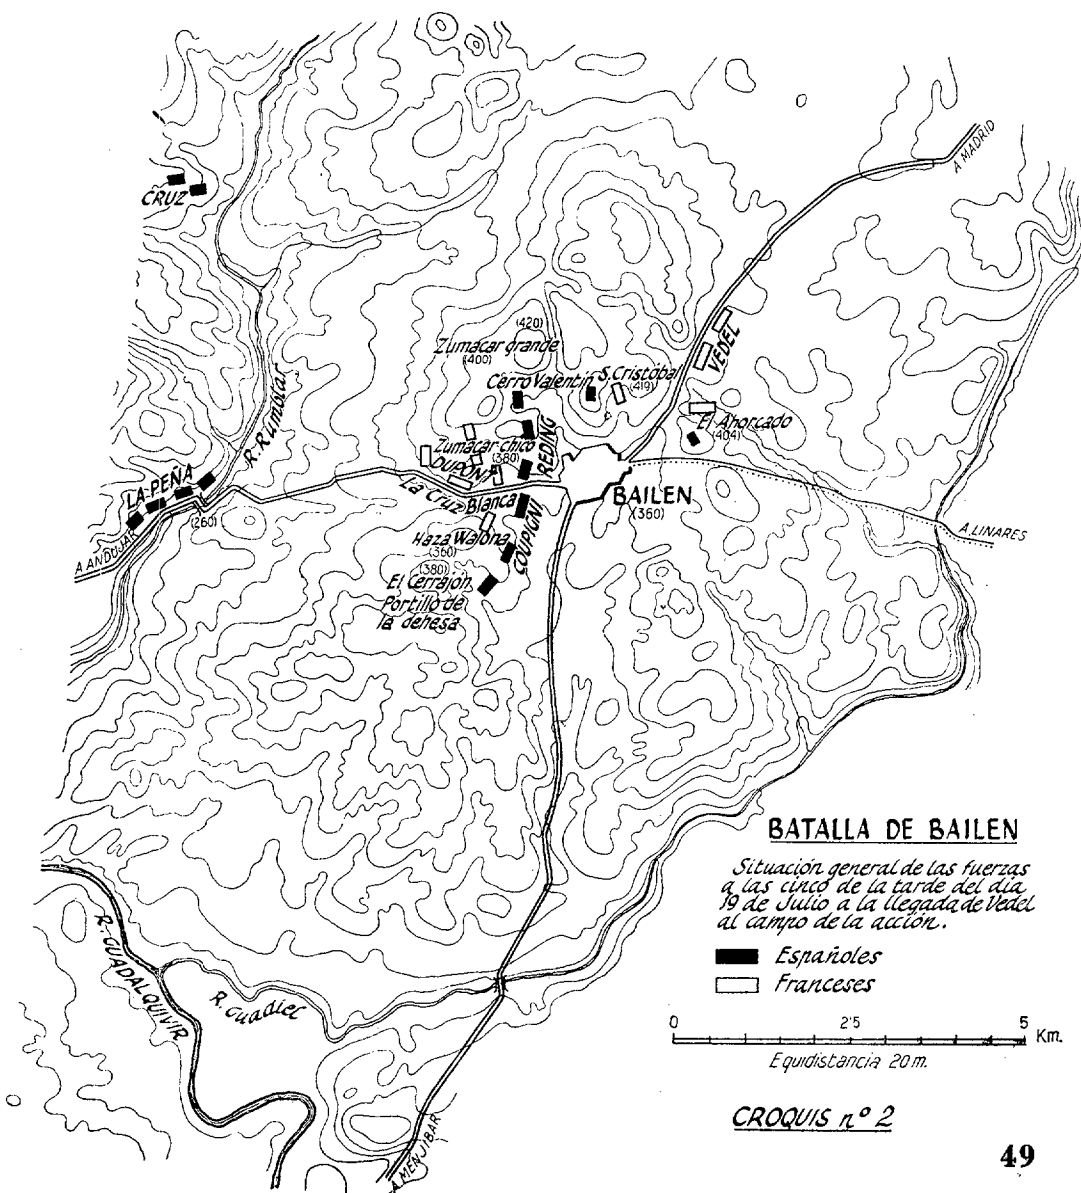 A MADRID
CRUZ
R. Rumblar
(420)
Zumacar grande
(400)
Cerro Valentín
S. Cristóbal
(419)
VEDEL
El Ahorcado
(404)
REDING
Zumacar chico
(380)
DUPONT
LA PEÑA
(260)
A ANDUJAR
La Cruz Blanca
BAILEN
(360)
A LINARES
COUPIGNI
Haza Walona
(360)
(380)
El Cerrajon
Portillo de
la dehesa
BATALLA DE BAILEN
Situación general de las fuerzas
a las cinco de la tarde del día
19 de Julio a la llegada de Vedel
al campo de la acción.
Españoles
Franceses
0 2'5 5 Km.
Equidistancia 20 m.
R. GUADALQUIVIR
R. Guadiel
A MENJIBAR
CROQUIS nº 2
49